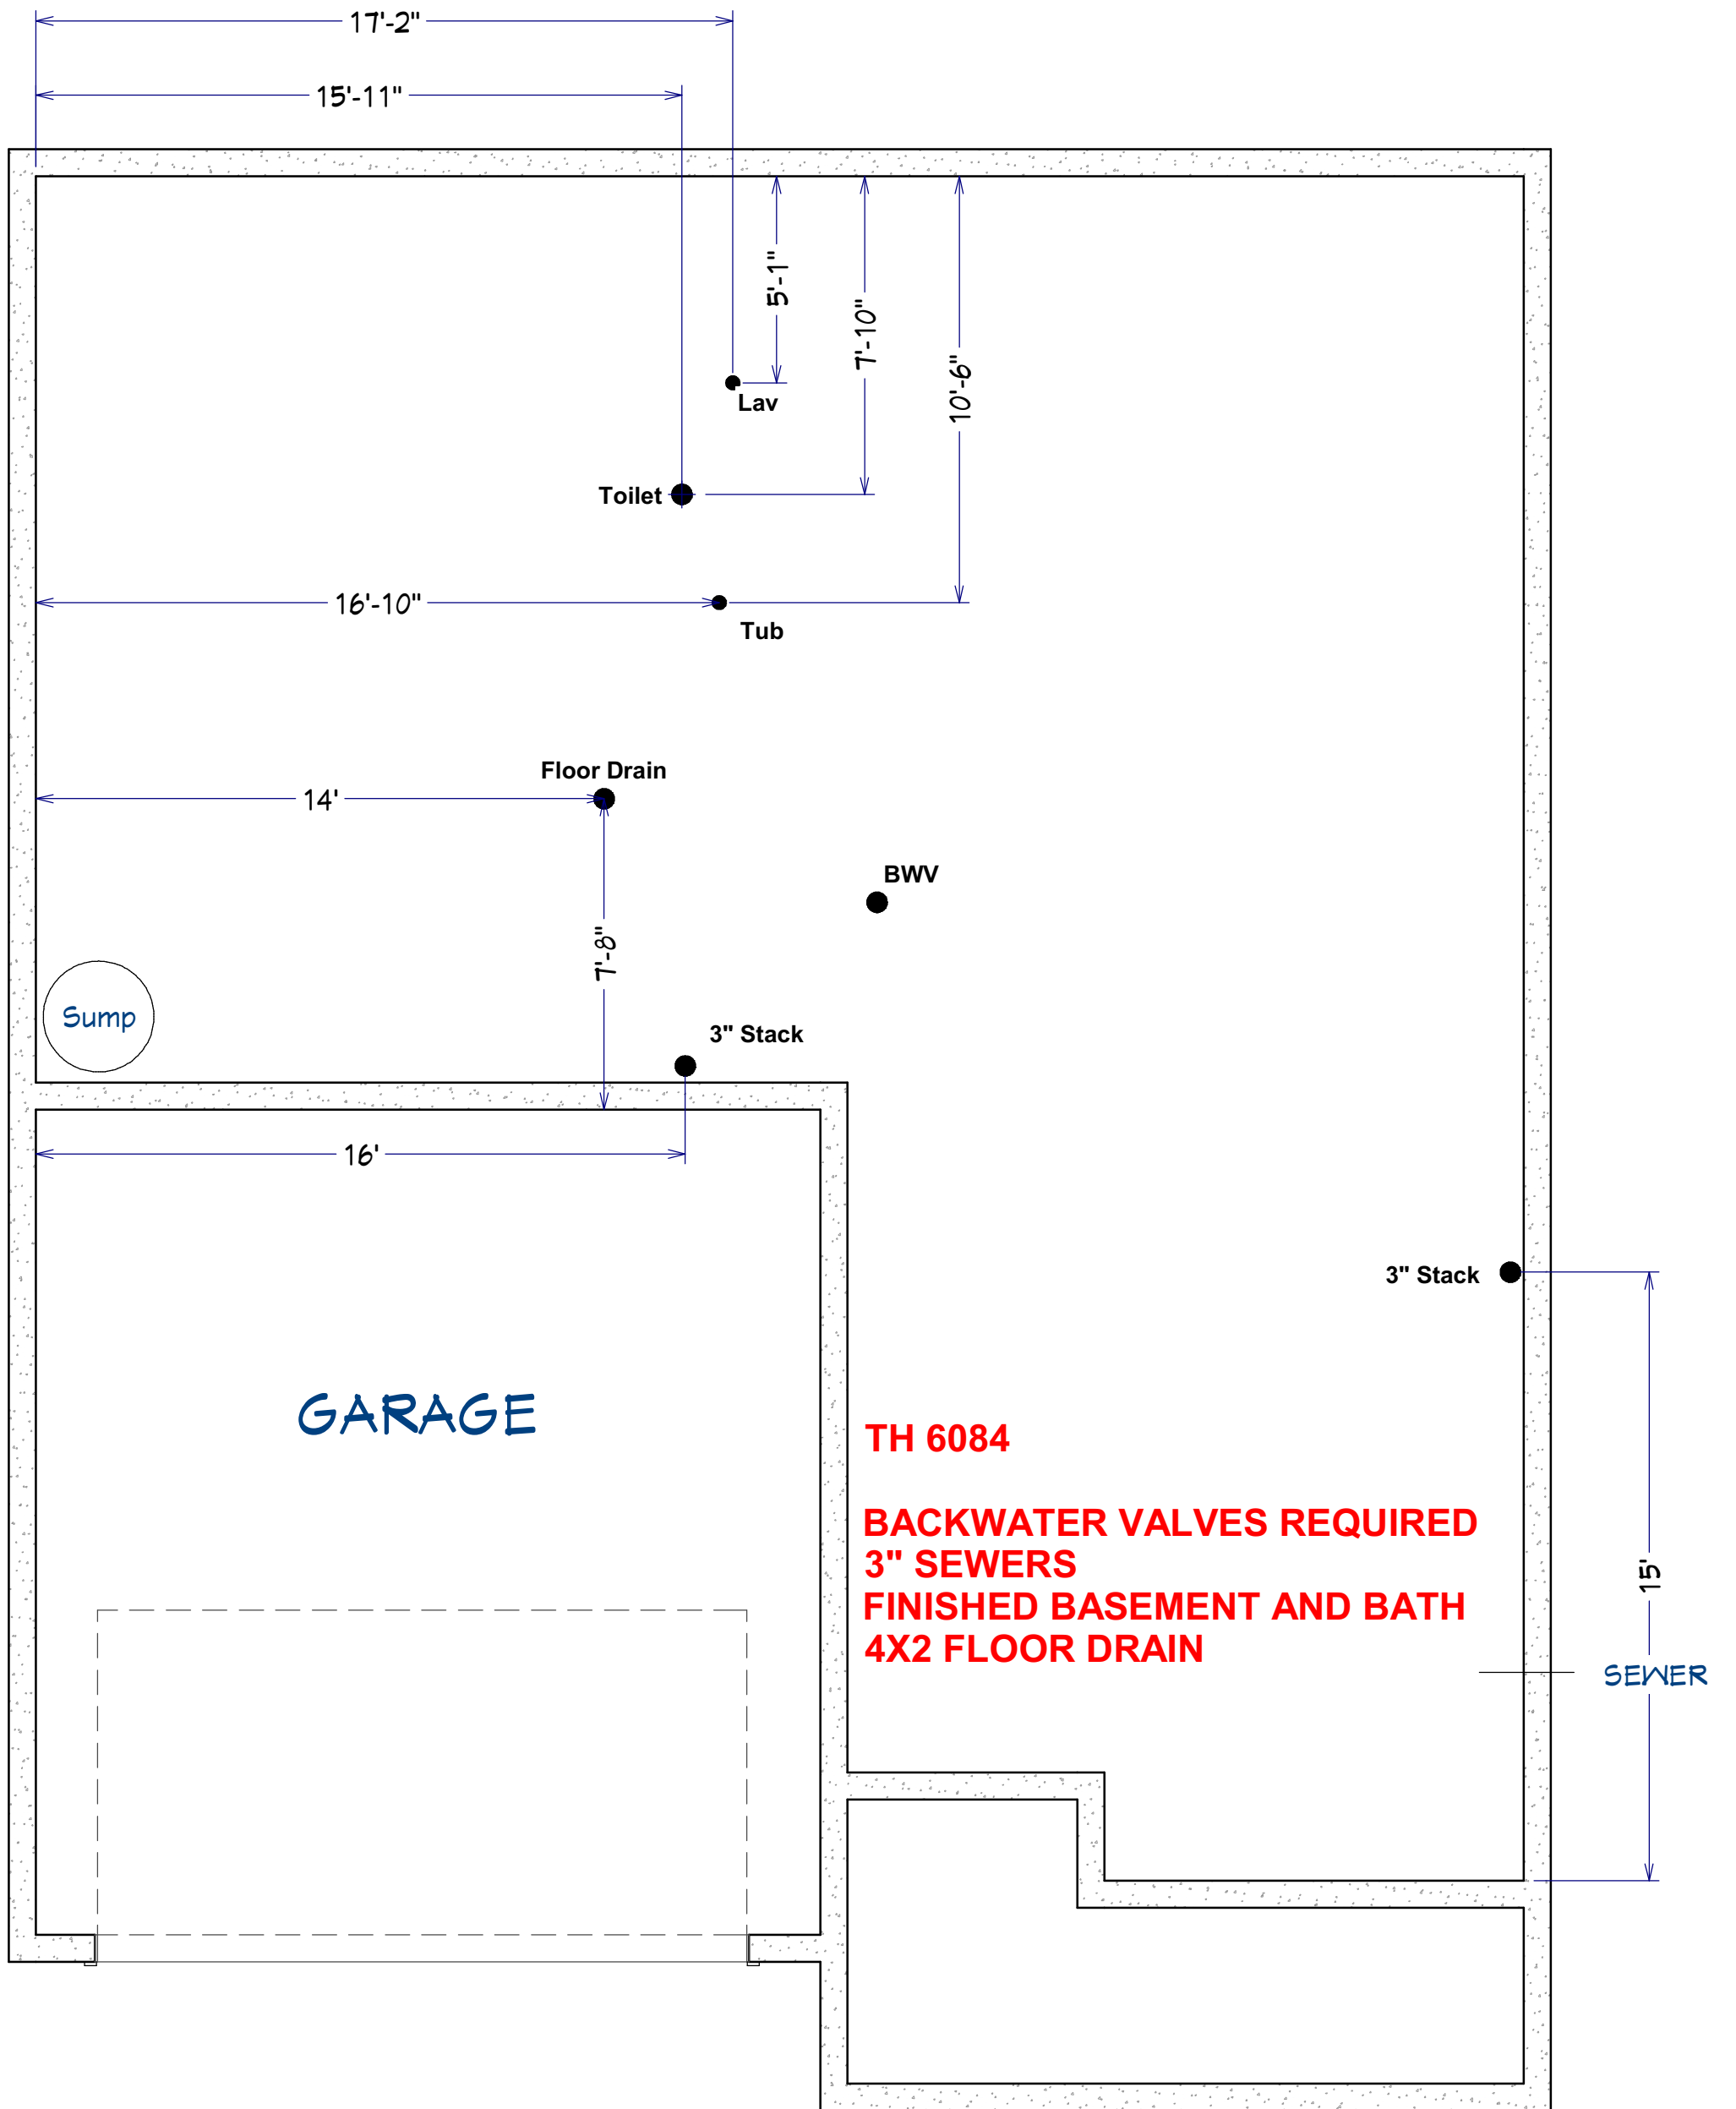 17'-2"
15'-11"
5'-1"
7'-10"
10'-6"
Lav
Toilet
16'-10"
Tub
Floor Drain
14'
BWV
7'-8"
Sump
3" Stack
16'
3" Stack
GARAGE
TH 6084
BACKWATER VALVES REQUIRED
3" SEWERS
FINISHED BASEMENT AND BATH
4X2 FLOOR DRAIN
15'
SEWER